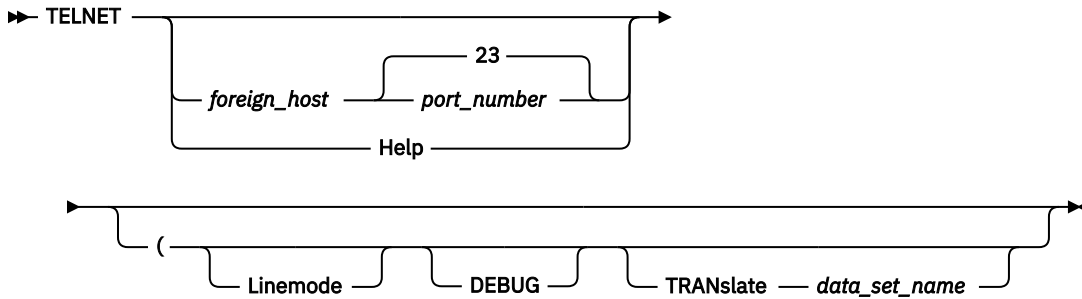 TELNET
23
foreign_host port_number
Help
(
Linemode DEBUG TRANslate data_set_name